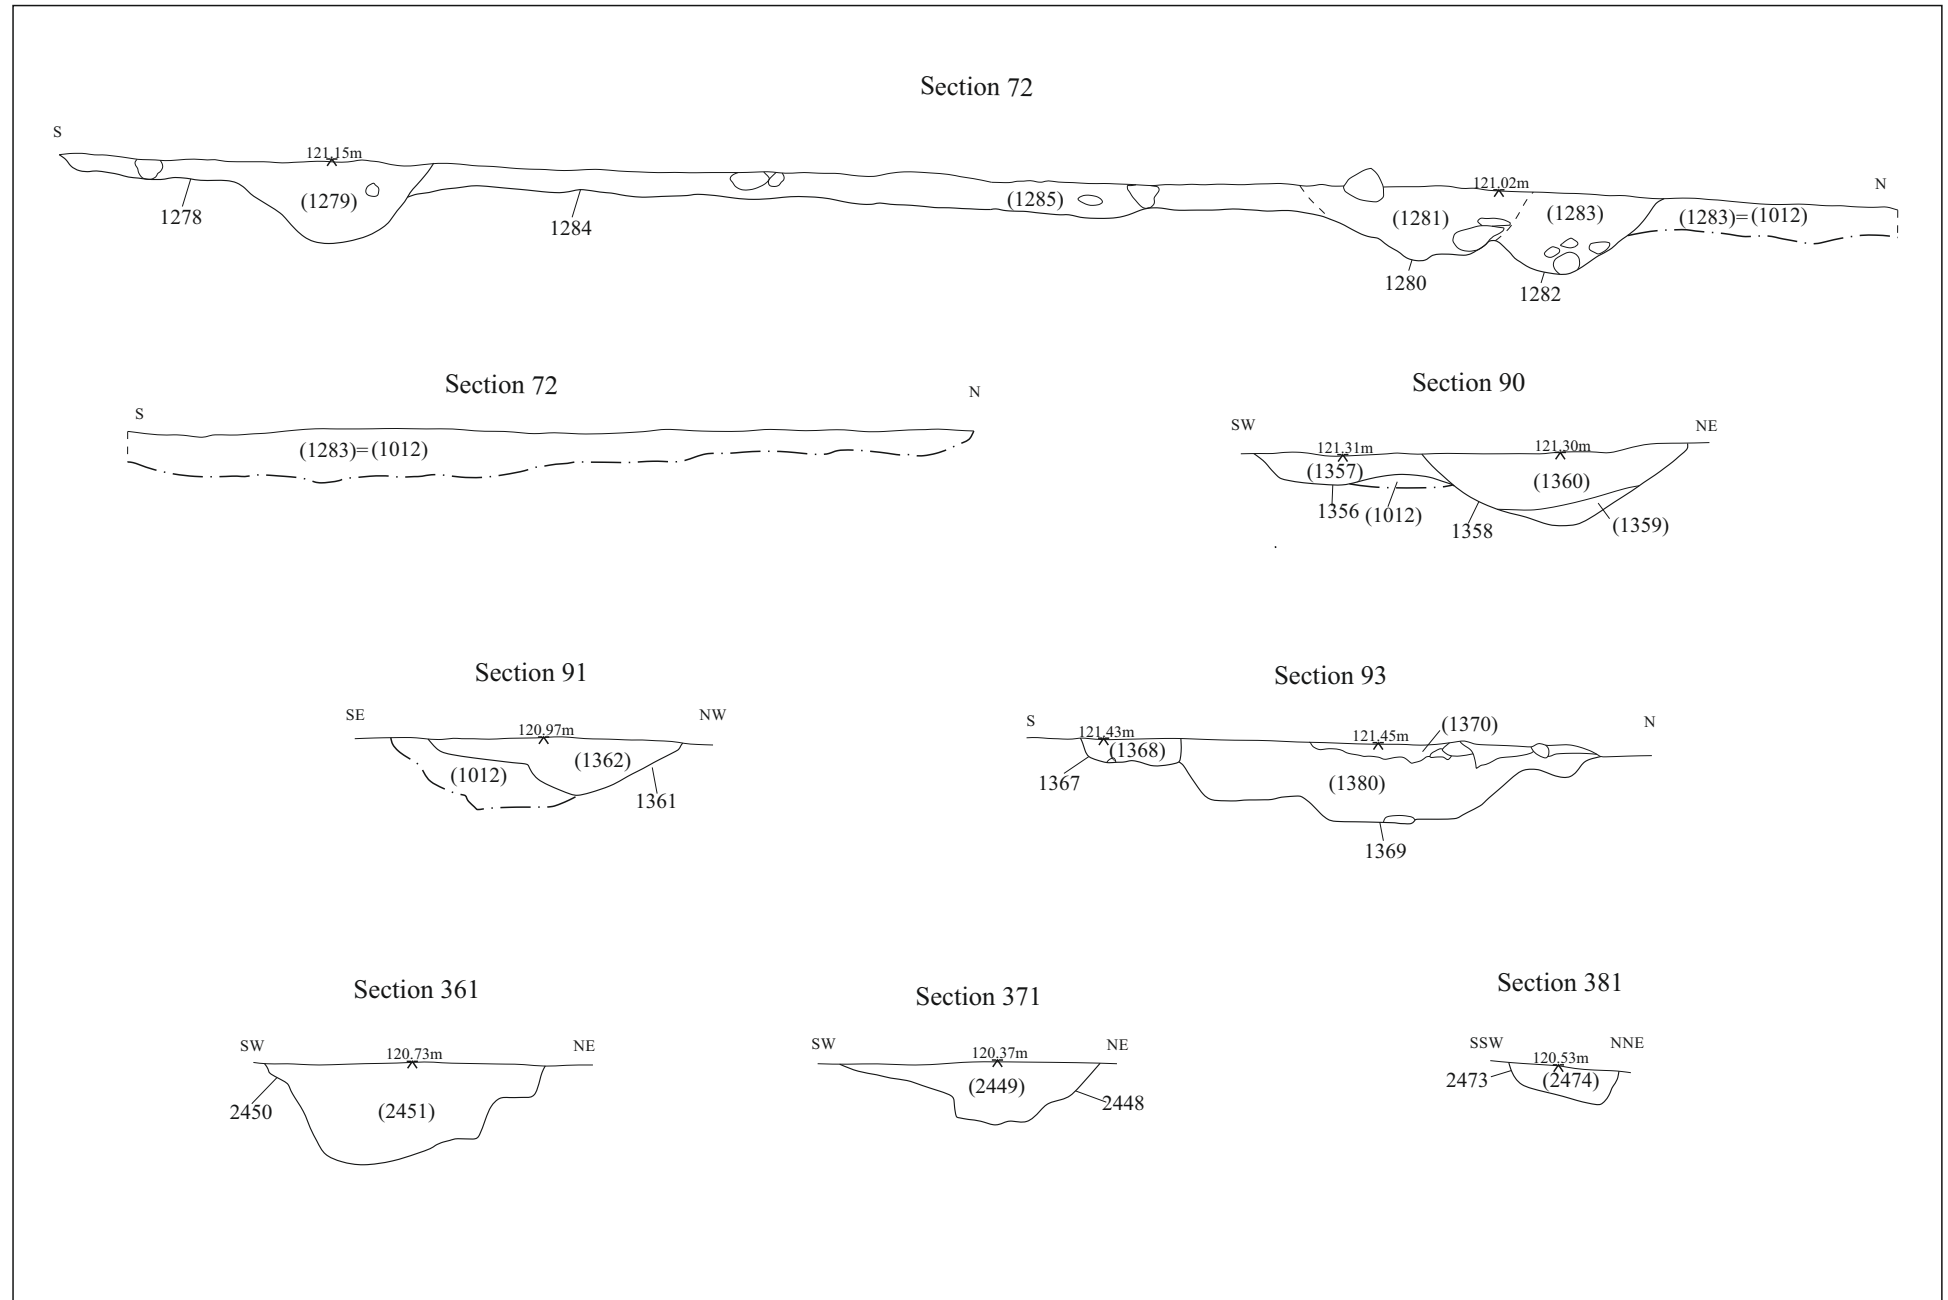 Section 72
S
N
121.15m
121.02m
(1279)
(1285)
(1281)
(1283)
(1283)=(1012)
1278
1284
1280
1282
Section 72
S
N
(1283)=(1012)
Section 90
SW
NE
121.31m
121.30m
(1357)
(1360)
1356
(1012)
1358
(1359)
Section 91
SE
NW
120.97m
(1012)
(1362)
1361
Section 93
S
N
121.43m
121.45m
(1370)
(1368)
1367
(1380)
1369
Section 361
SW
NE
120.73m
2450
(2451)
Section 371
SW
NE
120.37m
(2449)
2448
Section 381
SSW
NNE
120.53m
2473
(2474)